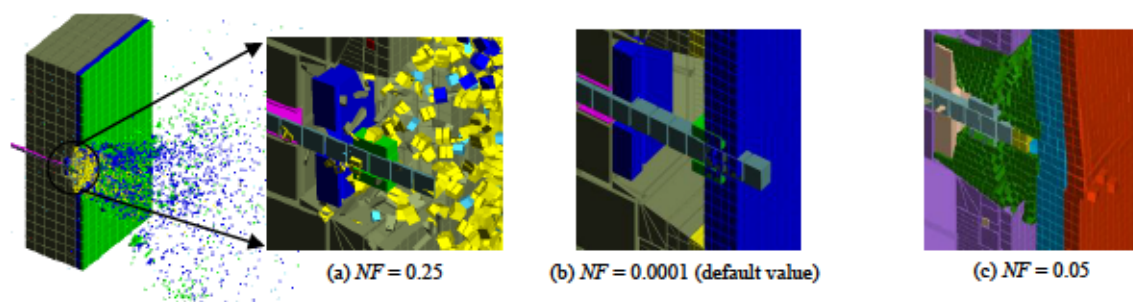 (a) NF = 0.25
(b) NF = 0.0001 (default value)
(c) NF = 0.05